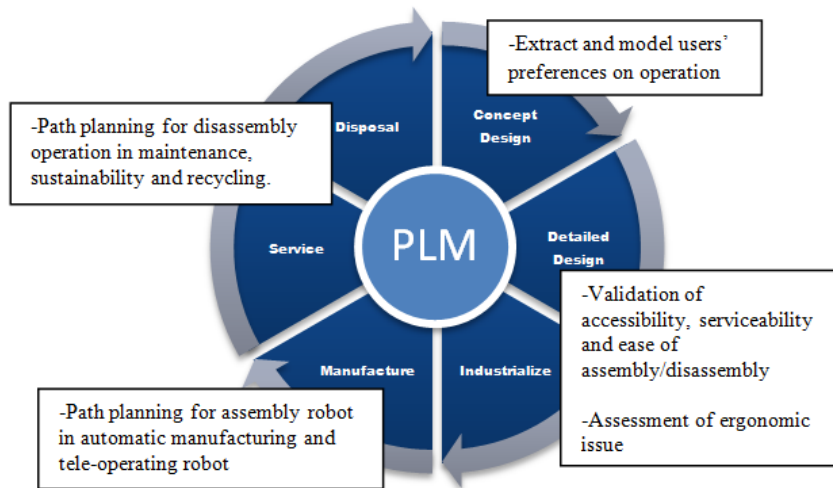 -Extract and model users'
preferences on operation
-Path planning for disassembly
operation in maintenance,
sustainability and recycling.
Disposal
Concept
Design
Service
PLM
Detailed
Design
-Validation of
accessibility, serviceability
and ease of
assembly/disassembly
-Assessment of ergonomic
issue
Manufacture
Industrialize
-Path planning for assembly robot
in automatic manufacturing and
tele-operating robot